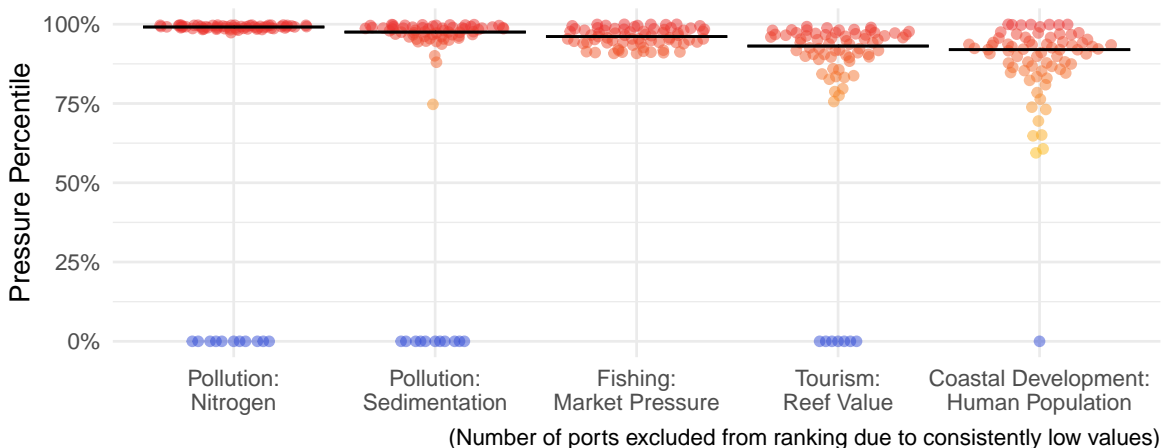 Pressure Percentile
100%
75%
50%
25%
0%
Pollution:
Nitrogen
Pollution:
Sedimentation
Fishing:
Market Pressure
Tourism:
Reef Value
Coastal Development:
Human Population
(Number of ports excluded from ranking due to consistently low values)